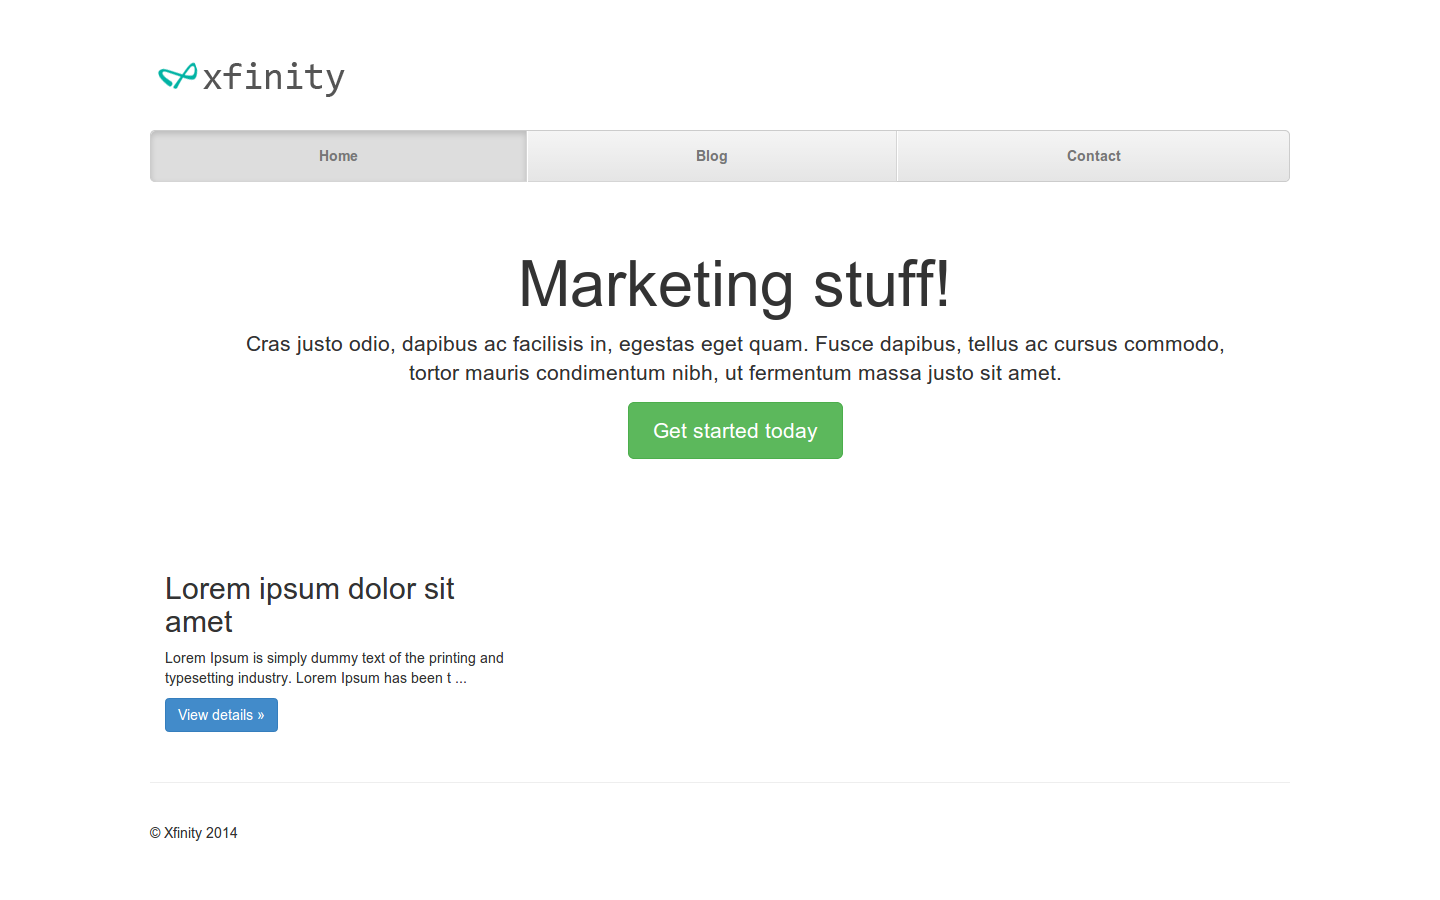 xfinity
Home
Blog
Contact
Marketing stuff!
Cras justo odio, dapibus ac facilisis in, egestas eget quam. Fusce dapibus, tellus ac cursus commodo,
tortor mauris condimentum nibh, ut fermentum massa justo sit amet.
Get started today
Lorem ipsum dolor sit
amet
Lorem Ipsum is simply dummy text of the printing and
typesetting industry. Lorem Ipsum has been t ...
View details »
© Xfinity 2014